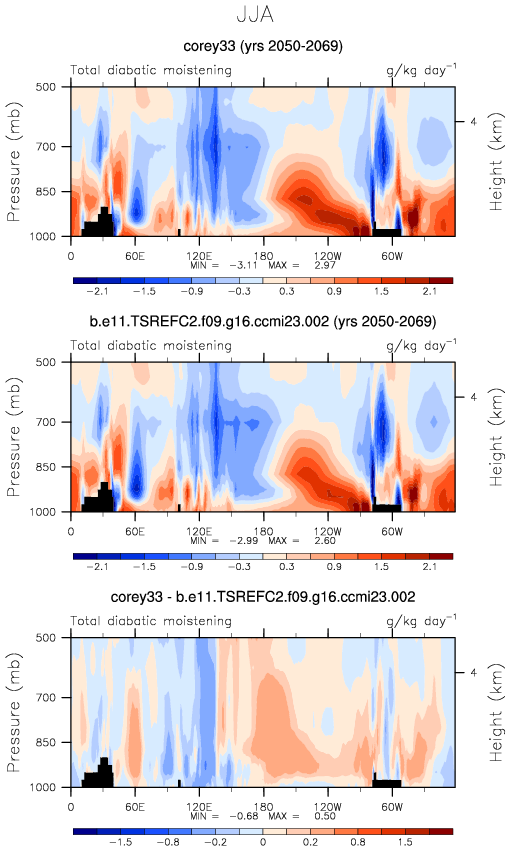 JJA
corey33 (yrs 2050-2069)
Total diabatic moistening g/kg day⁻¹
500
700
850
1000
Pressure (mb)
4
Height (km)
0 60E 120E 180 120W 60W
MIN = -3.11 MAX = 2.97
-2.1 -1.5 -0.9 -0.3 0.3 0.9 1.5 2.1
b.e11.TSREFC2.f09.g16.ccmi23.002 (yrs 2050-2069)
Total diabatic moistening g/kg day⁻¹
500
700
850
1000
Pressure (mb)
4
Height (km)
0 60E 120E 180 120W 60W
MIN = -2.99 MAX = 2.60
-2.1 -1.5 -0.9 -0.3 0.3 0.9 1.5 2.1
corey33 - b.e11.TSREFC2.f09.g16.ccmi23.002
Total diabatic moistening g/kg day⁻¹
500
700
850
1000
Pressure (mb)
4
Height (km)
0 60E 120E 180 120W 60W
MIN = -0.68 MAX = 0.50
-1.5 -0.8 -0.2 0 0.2 0.8 1.5